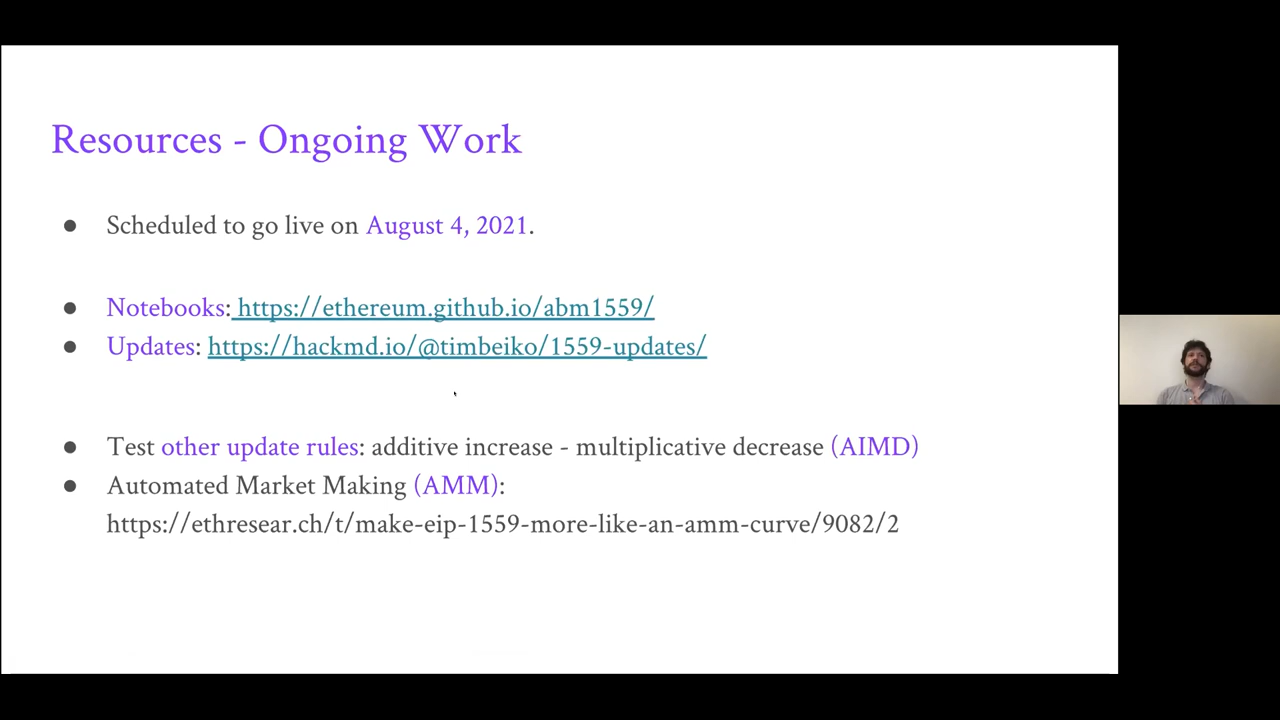 Resources - Ongoing Work
● Scheduled to go live on August 4, 2021.
● Notebooks: https://ethereum.github.io/abm1559/
● Updates: https://hackmd.io/@timbeiko/1559-updates/
● Test other update rules: additive increase - multiplicative decrease (AIMD)
● Automated Market Making (AMM):
https://ethresear.ch/t/make-eip-1559-more-like-an-amm-curve/9082/2